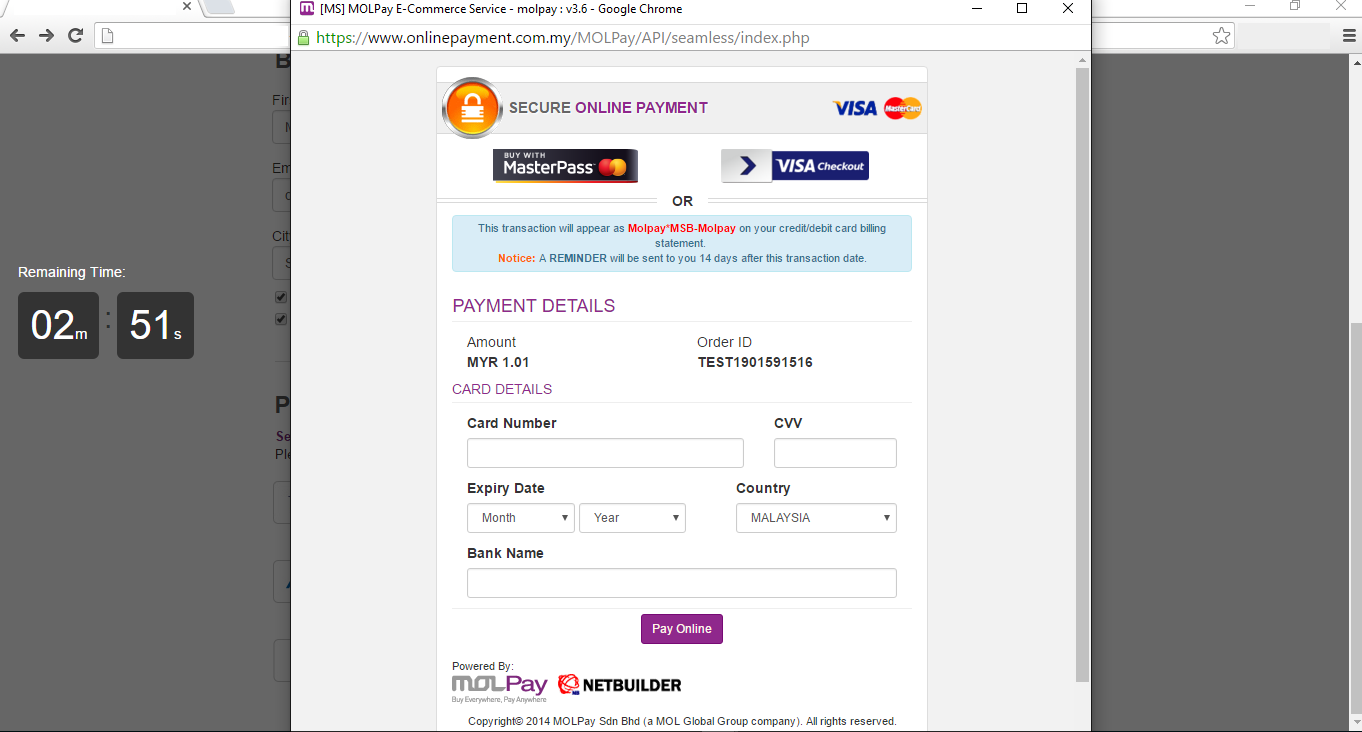 [MS] MOLPay E-Commerce Service - molpay : v3.6 - Google Chrome
https://www.onlinepayment.com.my/MOLPay/API/seamless/index.php
SECURE ONLINE PAYMENT
VISA
MasterCard
BUY WITH
MasterPass
VISA Checkout
OR
This transaction will appear as Molpay*MSB-Molpay on your credit/debit card billing
statement.
Notice: A REMINDER will be sent to you 14 days after this transaction date.
Remaining Time:
02m : 51s
PAYMENT DETAILS
Amount
Order ID
MYR 1.01
TEST1901591516
CARD DETAILS
Card Number
CVV
Expiry Date
Country
Month
Year
MALAYSIA
Bank Name
Pay Online
Powered By:
MOLPay
NETBUILDER
Buy Everywhere, Pay Anywhere
Copyright© 2014 MOLPay Sdn Bhd (a MOL Global Group company). All rights reserved.